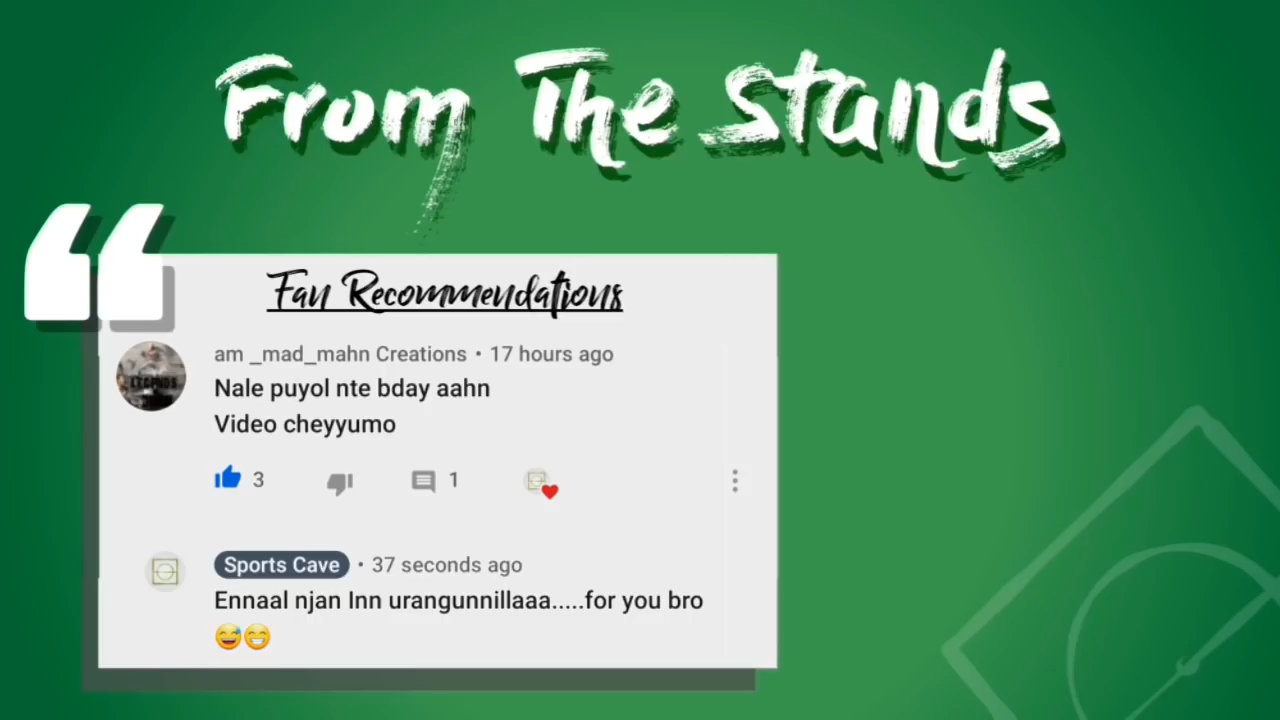 From The Stands
Fan Recommendations
am _mad_mahn Creations • 17 hours ago
Nale puyol nte bday aahn
Video cheyyumo
3
1
Sports Cave • 37 seconds ago
Ennaal njan Inn urangunnillaaa.....for you bro
😅😁